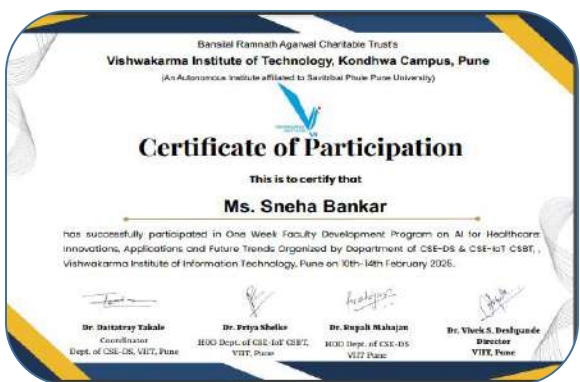 Bansilal Ramnath Agarwal Charitable Trust's
Vishwakarma Institute of Technology, Kondhwa Campus, Pune
(An Autonomous Institute affiliated to Savitribai Phule Pune University)
Certificate of Participation
This is to certify that
Ms. Sneha Bankar
has successfully participated in One Week Faculty Development Program on AI for Healthcare:
Innovations, Applications and Future Trends Organized by Department of CSE-DS & CSE-IoT CSBT, ,
Vishwakarma Institute of Information Technology, Pune on 10th-14th February 2025.
Dr. Dattatray Takale
Coordinator
Dept. of CSE-DS, VIIT, Pune
Dr. Priya Shelke
HOD Dept. of CSE-IoT CSBT,
VIIT, Pune
Dr. Rupali Mahajan
HOD Dept. of CSE-DS
VIIT Pune
Dr. Vivek S. Deshpande
Director
VIIT, Pune